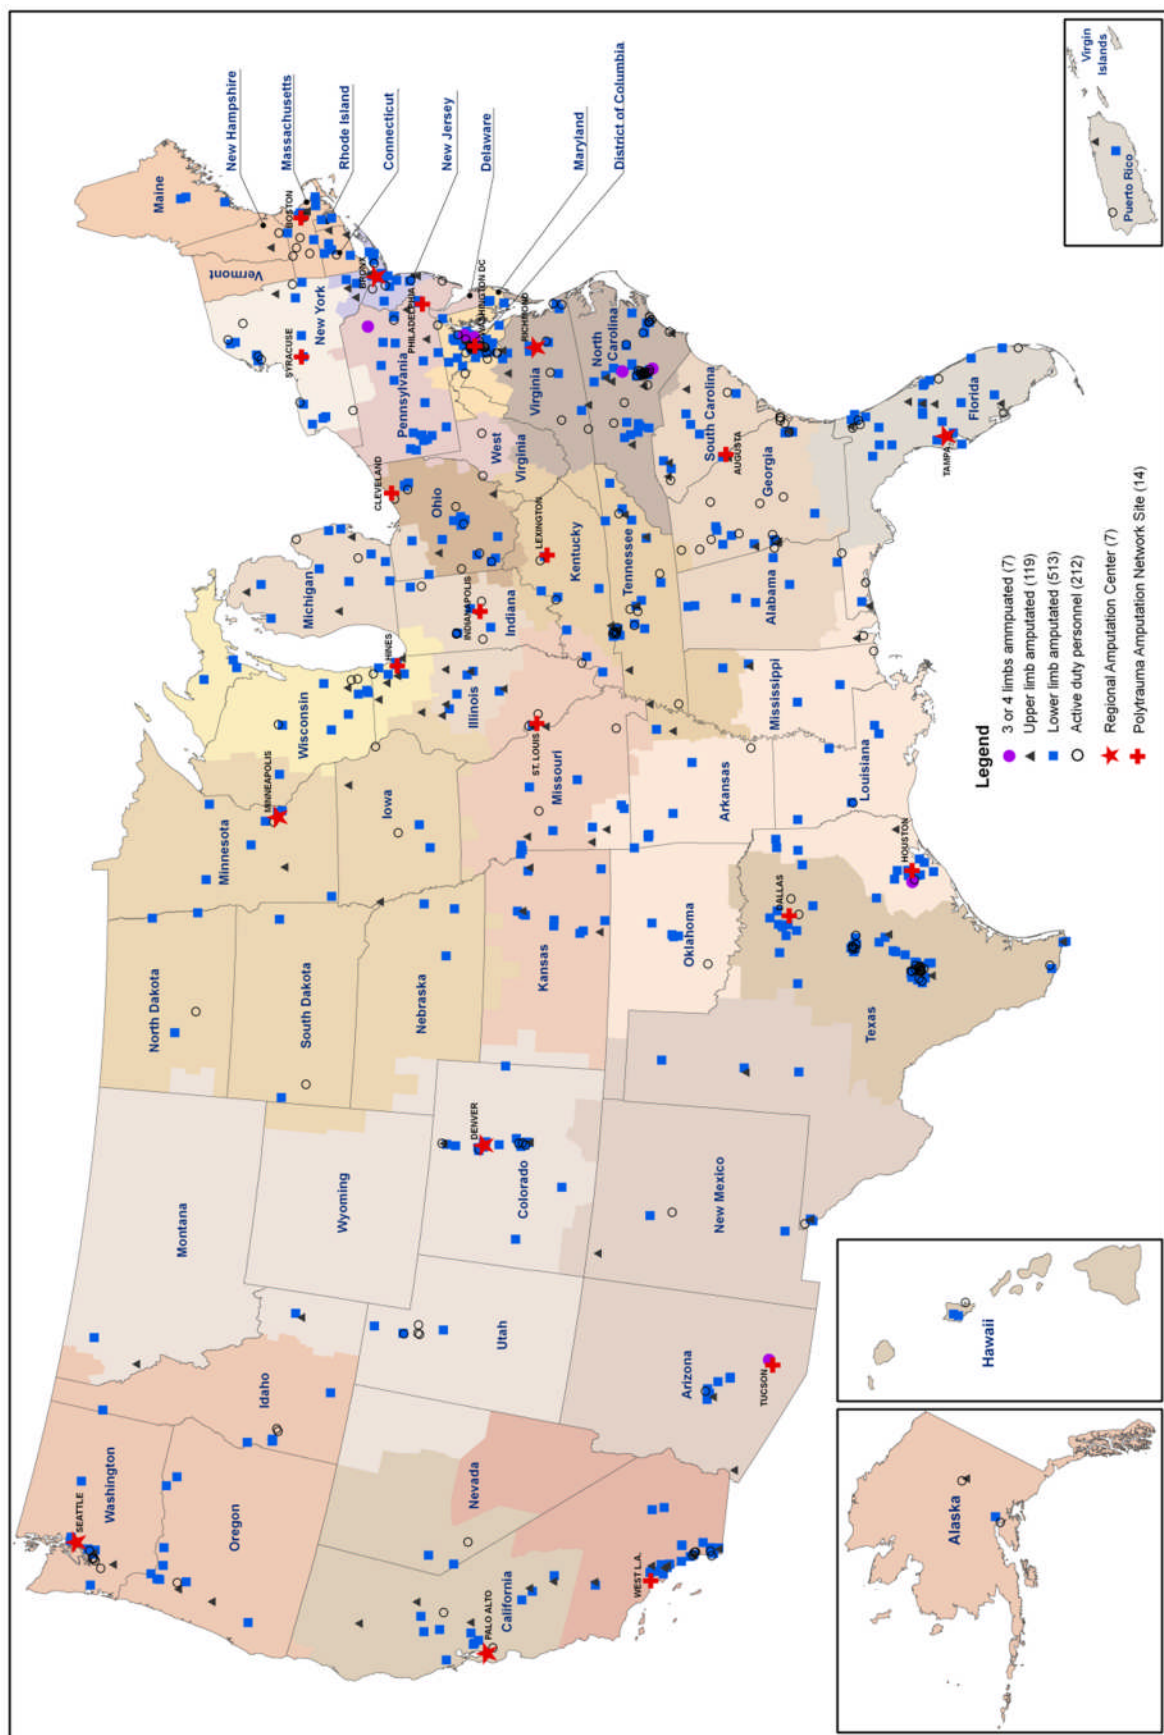 Washington
SEATTLE
Oregon
Idaho
Montana
Wyoming
North Dakota
South Dakota
Nebraska
Kansas
Minnesota
MINNEAPOLIS
Iowa
Wisconsin
Michigan
HINES
Illinois
Indiana
INDIANAPOLIS
Ohio
CLEVELAND
Missouri
ST. LOUIS
Kentucky
LEXINGTON
Tennessee
West
Virginia
Virginia
RICHMOND
Pennsylvania
PHILADELPHIA
New York
SYRACUSE
BRONX
Vermont
Maine
BOSTON
New Hampshire
Massachusetts
Rhode Island
Connecticut
New Jersey
Delaware
Maryland
District of Columbia
WASHINGTON DC
North
Carolina
South Carolina
AUGUSTA
Georgia
Alabama
Mississippi
Florida
TAMPA
Louisiana
Arkansas
Oklahoma
Texas
DALLAS
HOUSTON
New Mexico
Colorado
DENVER
Utah
Arizona
TUCSON
Nevada
California
PALO ALTO
WEST L.A.
Alaska
Hawaii
Puerto Rico
Virgin
Islands
Legend
3 or 4 limbs ammpuated (7)
Upper limb amputated (119)
Lower limb amputated (513)
Active duty personnel (212)
Regional Amputation Center (7)
Polytrauma Amputation Network Site (14)